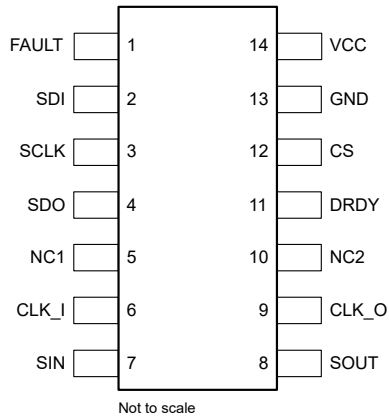 FAULT 1 14 VCC
SDI 2 13 GND
SCLK 3 12 CS
SDO 4 11 DRDY
NC1 5 10 NC2
CLK_I 6 9 CLK_O
SIN 7 8 SOUT
Not to scale